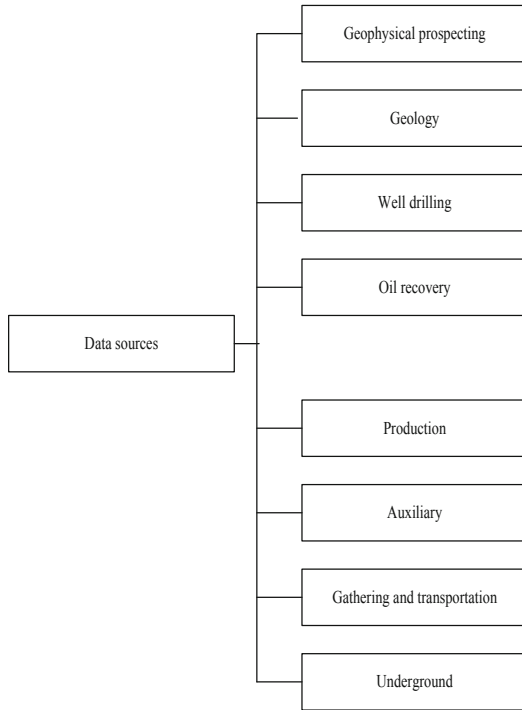 Geophysical prospecting
Geology
Well drilling
Oil recovery
Data sources
Production
Auxiliary
Gathering and transportation
Underground